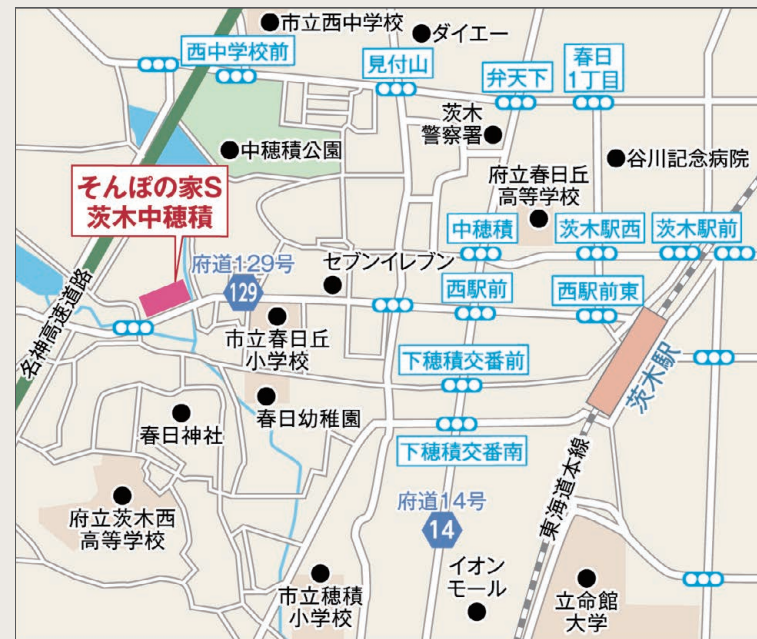 市立西中学校
ダイエー
西中学校前
見付山
弁天下
春日
1丁目
茨木
警察署
中穂積公園
谷川記念病院
そんぽの家S
茨木中穂積
府立春日丘
高等学校
中穂積
茨木駅西
茨木駅前
府道129号
129
セブンイレブン
西駅前
西駅前東
名神高速道路
市立春日丘
小学校
下穂積交番前
茨木駅
春日幼稚園
春日神社
下穂積交番南
東海道本線
府道14号
14
府立茨木西
高等学校
イオン
モール
市立穂積
小学校
立命館
大学